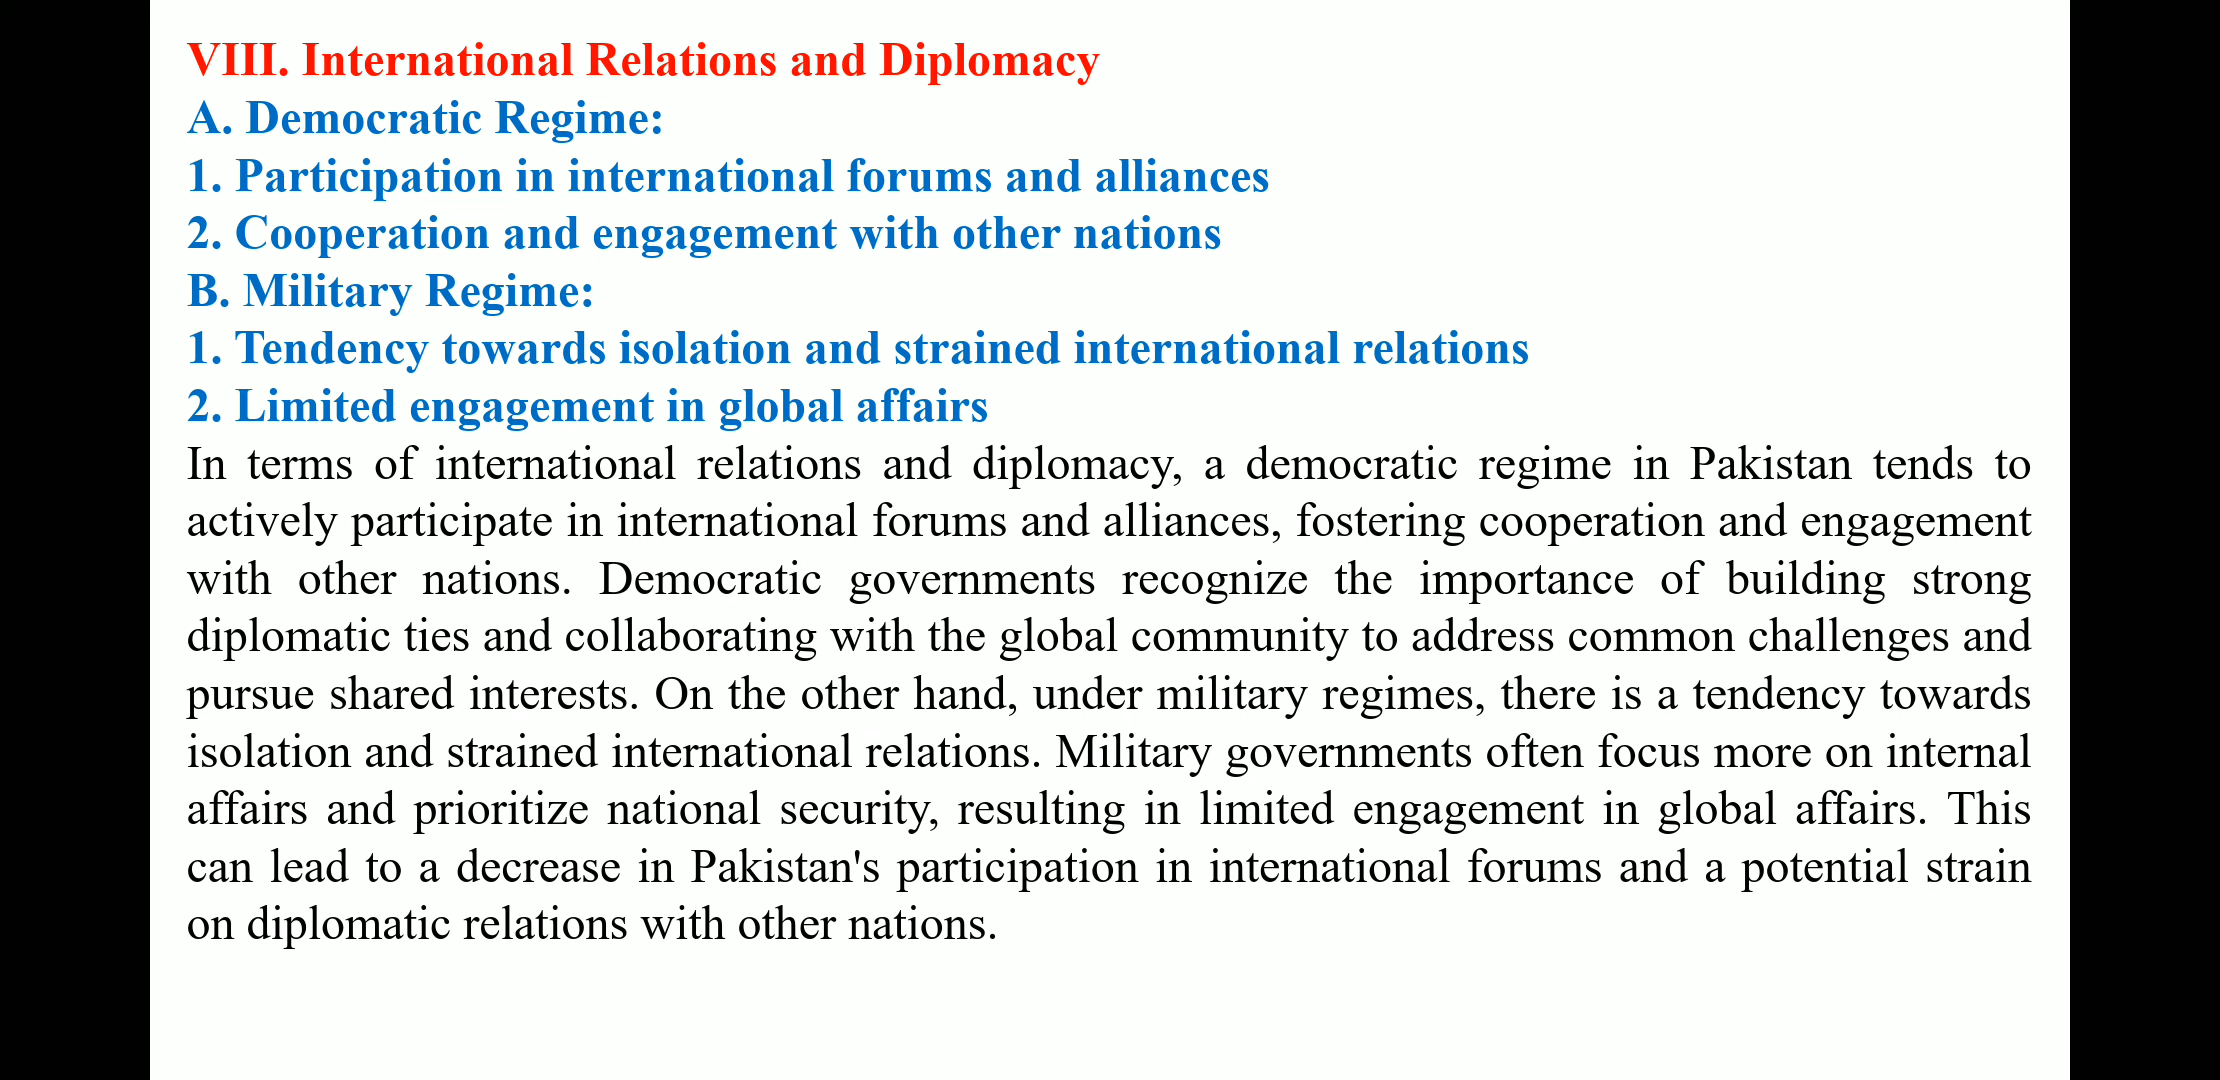 VIII. International Relations and Diplomacy
A. Democratic Regime:
1. Participation in international forums and alliances
2. Cooperation and engagement with other nations
B. Military Regime:
1. Tendency towards isolation and strained international relations
2. Limited engagement in global affairs
In terms of international relations and diplomacy, a democratic regime in Pakistan tends to
actively participate in international forums and alliances, fostering cooperation and engagement
with other nations. Democratic governments recognize the importance of building strong
diplomatic ties and collaborating with the global community to address common challenges and
pursue shared interests. On the other hand, under military regimes, there is a tendency towards
isolation and strained international relations. Military governments often focus more on internal
affairs and prioritize national security, resulting in limited engagement in global affairs. This
can lead to a decrease in Pakistan's participation in international forums and a potential strain
on diplomatic relations with other nations.